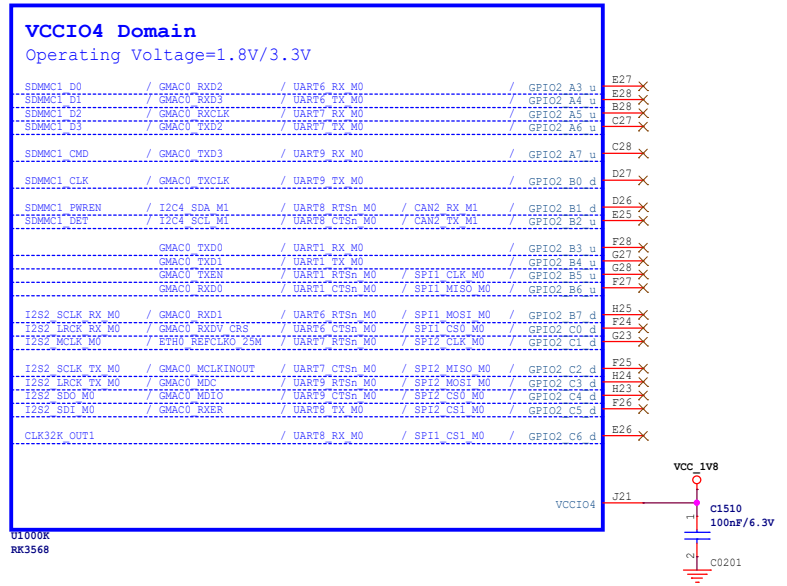 VCCIO4 Domain
Operating Voltage=1.8V/3.3V
SDMMC1_D0 / GMAC0_RXD2 / UART6_RX_M0 / GPIO2_A3_u E27
SDMMC1_D1 / GMAC0_RXD3 / UART6_TX_M0 / GPIO2_A4_u E28
SDMMC1_D2 / GMAC0_RXCLK / UART7_RX_M0 / GPIO2_A5_u B28
SDMMC1_D3 / GMAC0_TXD2 / UART7_TX_M0 / GPIO2_A6_u C27
SDMMC1_CMD / GMAC0_TXD3 / UART9_RX_M0 / GPIO2_A7_u C28
SDMMC1_CLK / GMAC0_TXCLK / UART9_TX_M0 / GPIO2_B0_d D27
SDMMC1_PWREN / I2C4_SDA_M1 / UART8_RTSn_M0 / CAN2_RX_M1 / GPIO2_B1_d D26
SDMMC1_DET / I2C4_SCL_M1 / UART8_CTSn_M0 / CAN2_TX_M1 / GPIO2_B2_u E25
GMAC0_TXD0 / UART1_RX_M0 / GPIO2_B3_u F28
GMAC0_TXD1 / UART1_TX_M0 / GPIO2_B4_u G27
GMAC0_TXEN / UART1_RTSn_M0 / SPI1_CLK_M0 / GPIO2_B5_u G28
GMAC0_RXD0 / UART1_CTSn_M0 / SPI1_MISO_M0 / GPIO2_B6_u F27
I2S2_SCLK_RX_M0 / GMAC0_RXD1 / UART6_RTSn_M0 / SPI1_MOSI_M0 / GPIO2_B7_d H25
I2S2_LRCK_RX_M0 / GMAC0_RXDV_CRS / UART6_CTSn_M0 / SPI1_CS0_M0 / GPIO2_C0_d F24
I2S2_MCLK_M0 / ETH0_REFCLKO_25M / UART7_RTSn_M0 / SPI2_CLK_M0 / GPIO2_C1_d G23
I2S2_SCLK_TX_M0 / GMAC0_MCLKINOUT / UART7_CTSn_M0 / SPI2_MISO_M0 / GPIO2_C2_d F25
I2S2_LRCK_TX_M0 / GMAC0_MDC / UART9_RTSn_M0 / SPI2_MOSI_M0 / GPIO2_C3_d H24
I2S2_SDO_M0 / GMAC0_MDIO / UART9_CTSn_M0 / SPI2_CS0_M0 / GPIO2_C4_d H23
I2S2_SDI_M0 / GMAC0_RXER / UART8_TX_M0 / SPI2_CS1_M0 / GPIO2_C5_d F26
CLK32K_OUT1 / UART8_RX_M0 / SPI1_CS1_M0 / GPIO2_C6_d E26
VCC_1V8
VCCIO4 J21
1
C1510
100nF/6.3V
2
C0201
U1000K
RK3568